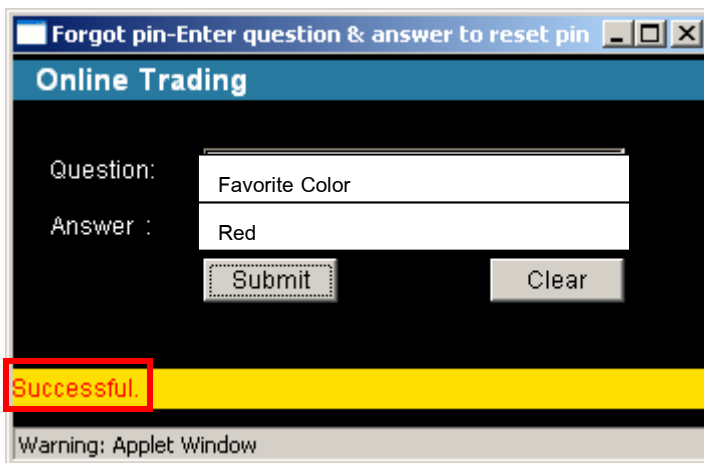 Forgot pin-Enter question & answer to reset pin
Online Trading
Question:
Favorite Color
Answer :
Red
Submit Clear
Successful.
Warning: Applet Window